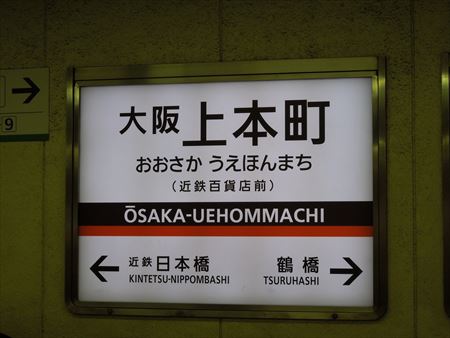 大阪 上本町
おおさか うえほんまち
（近鉄百貨店前）
ŌSAKA-UEHOMMACHI
← 近鉄日本橋 鶴橋 →
KINTETSU-NIPPOMBASHI TSURUHASHI
→
9